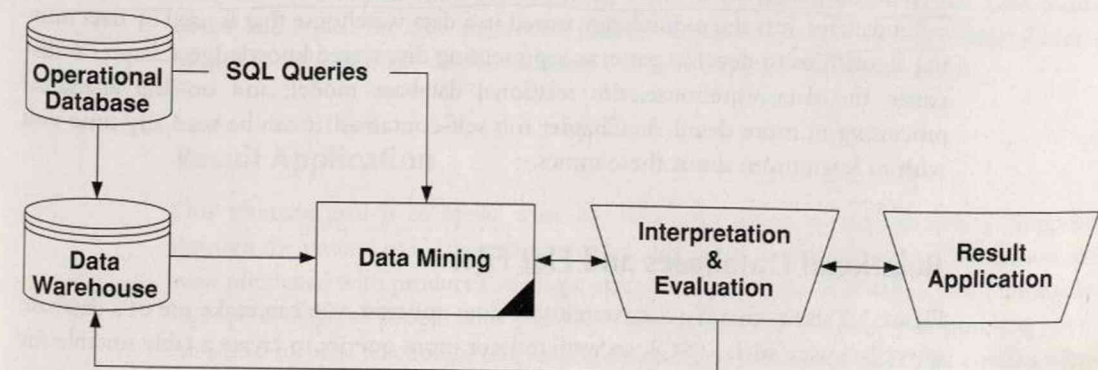 Operational
Database
SQL Queries
Data
Warehouse
Data Mining
Interpretation
&
Evaluation
Result
Application